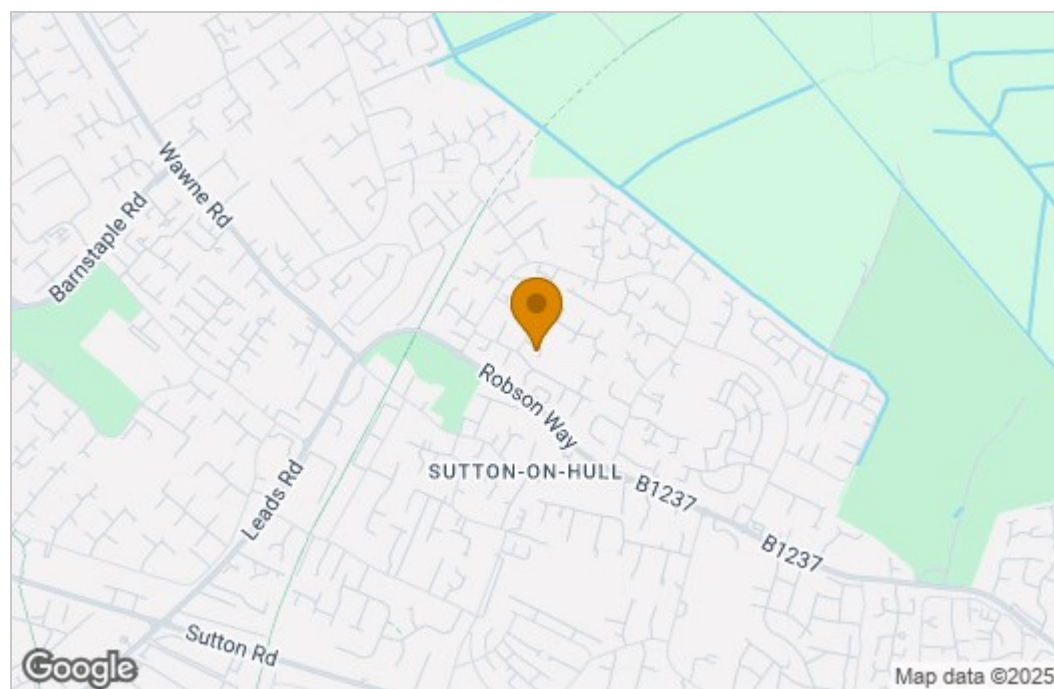 Wawne Rd
Barnstaple Rd
Robson Way
SUTTON-ON-HULL
B1237
Leads Rd
B1237
Sutton Rd
Google
Map data ©2025